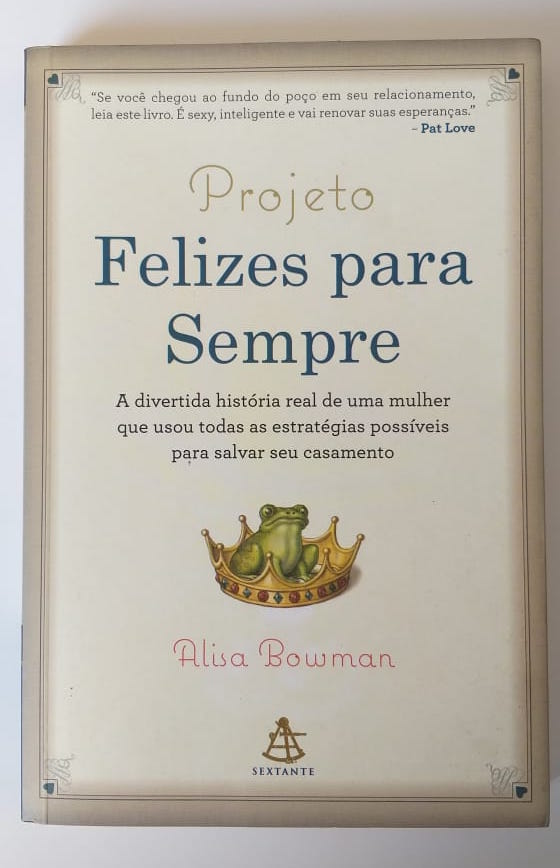 “Se você chegou ao fundo do poço em seu relacionamento,
leia este livro. É sexy, inteligente e vai renovar suas esperanças.”
– Pat Love
Projeto
Felizes para
Sempre
A divertida história real de uma mulher
que usou todas as estratégias possíveis
para salvar seu casamento
Alisa Bowman
SEXTANTE